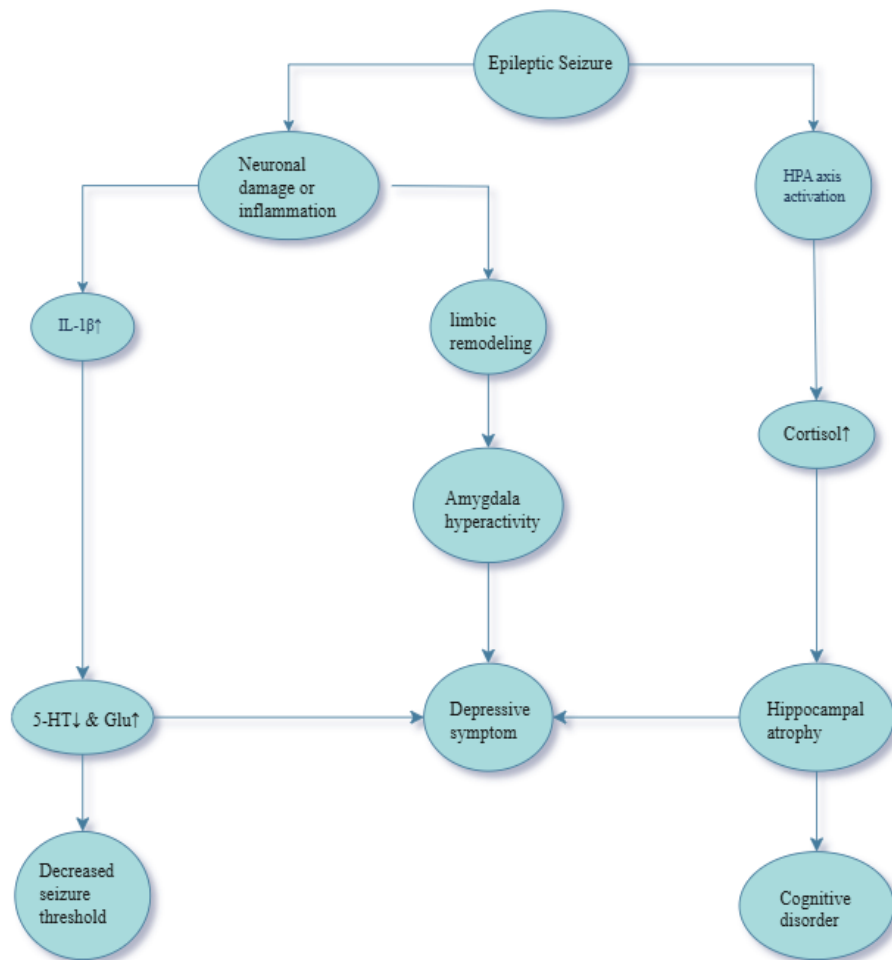 Epileptic Seizure
Neuronal
damage or
inflammation
HPA axis
activation
IL-1β↑
limbic
remodeling
Cortisol↑
Amygdala
hyperactivity
5-HT↓ & Glu↑
Depressive
symptom
Hippocampal
atrophy
Decreased
seizure
threshold
Cognitive
disorder